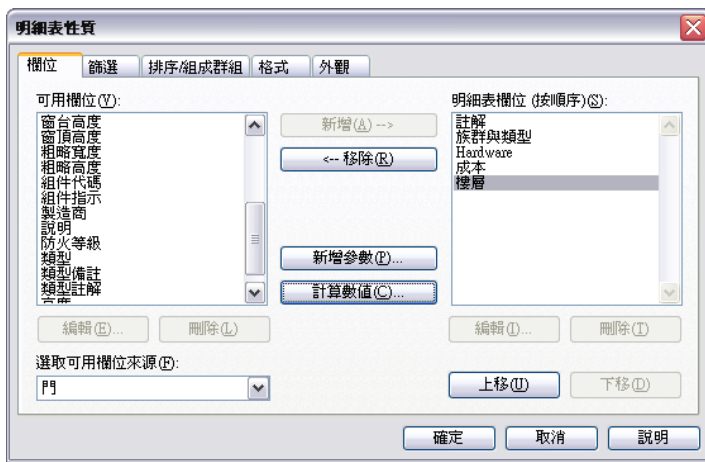 明細表性質
欄位 篩選 排序/組成群組 格式 外觀
可用欄位(V):
窗台高度
窗頂高度
粗略寬度
粗略高度
組件代碼
組件指示
製造商
說明
防火等級
類型
類型備註
類型註解
高度
新增(A) -->
<-- 移除(R)
新增參數(P)...
計算數值(C)...
明細表欄位 (按順序)(S):
註解
族群與類型
Hardware
成本
樓層
編輯(E)... 刪除(L)
編輯(I)... 刪除(T)
選取可用欄位來源(F):
門
上移(U) 下移(D)
確定 取消 說明